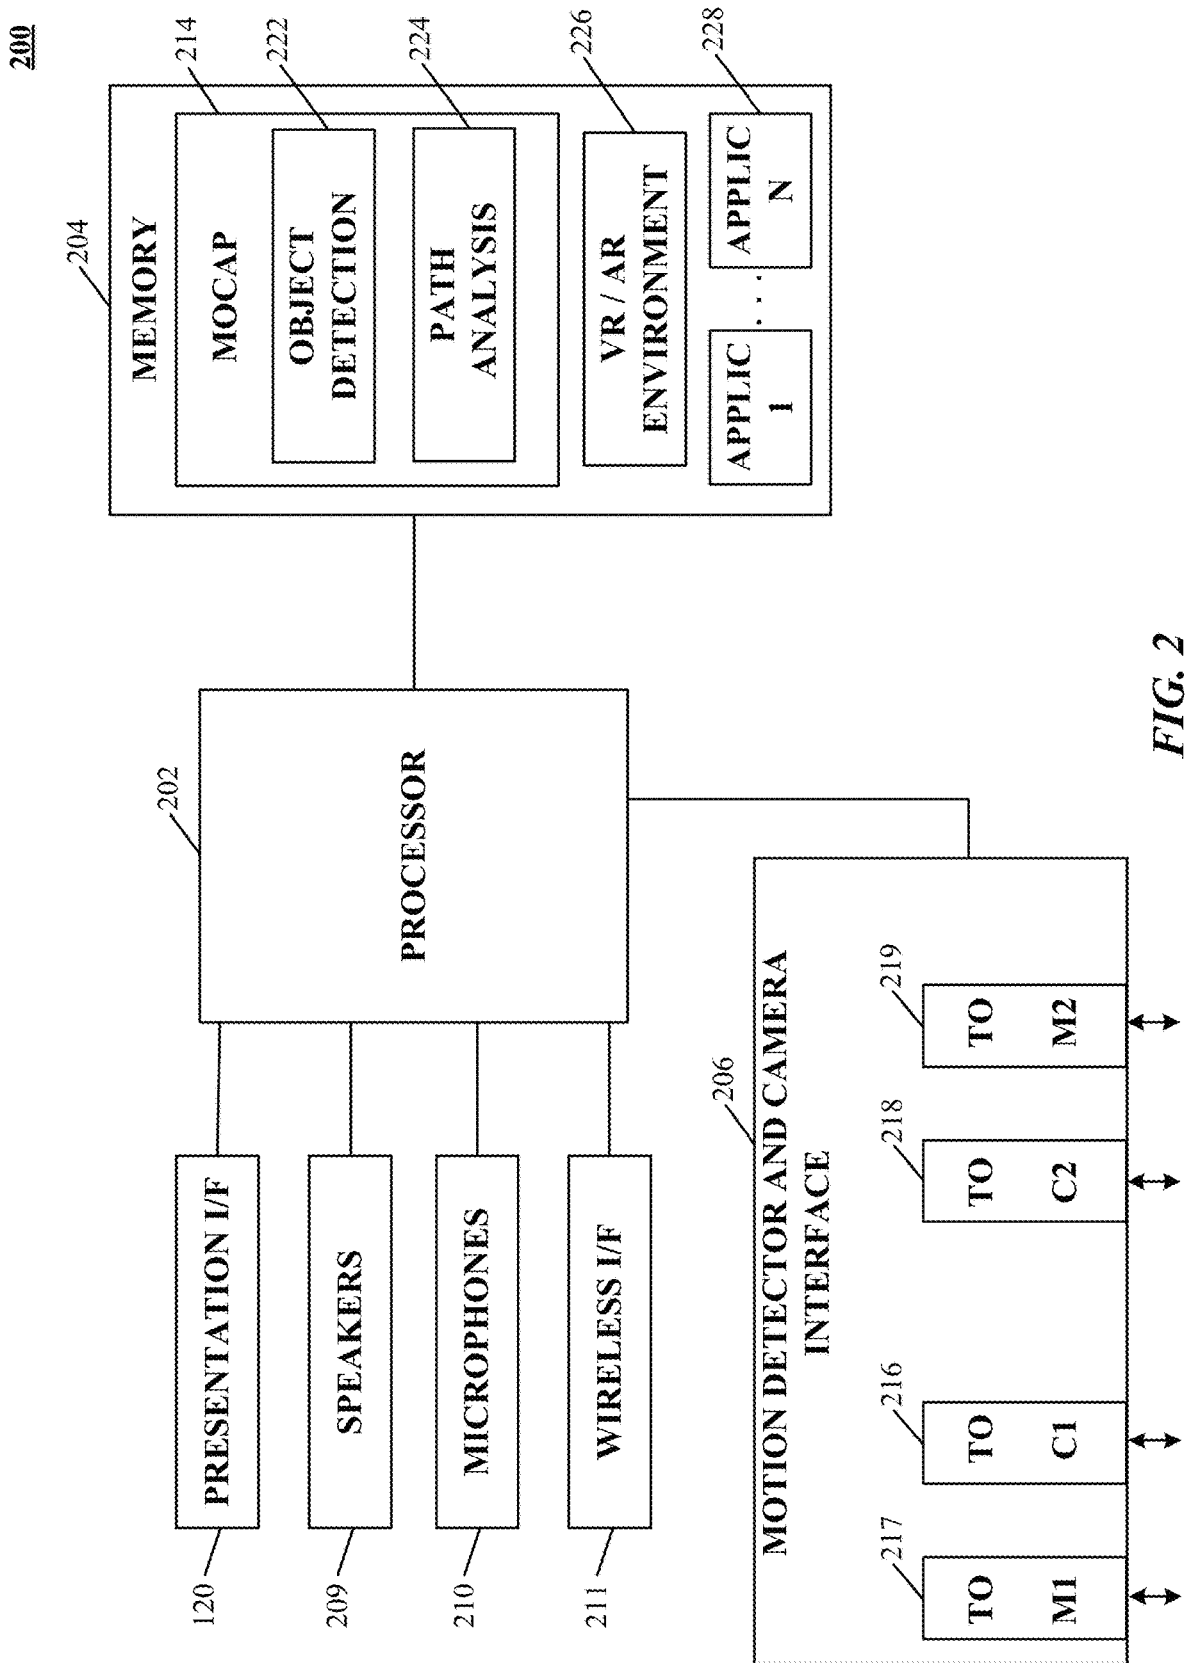 200
120
PRESENTATION I/F
209
SPEAKERS
210
MICROPHONES
211
WIRELESS I/F
202
PROCESSOR
204
MEMORY
214
MOCAP
222
OBJECT
DETECTION
224
PATH
ANALYSIS
226
VR / AR
ENVIRONMENT
228
APPLIC
1
. . .
APPLIC
N
206
MOTION DETECTOR AND CAMERA
INTERFACE
217
TO
M1
216
TO
C1
218
TO
C2
219
TO
M2
FIG. 2